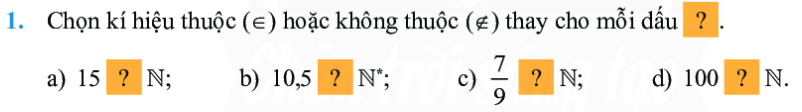 1. Chọn kí hiệu thuộc (∈) hoặc không thuộc (∉) thay cho mỗi dấu ? .
a) 15 ? ℕ; b) 10,5 ? ℕ*; c) 7/9 ? ℕ; d) 100 ? ℕ.